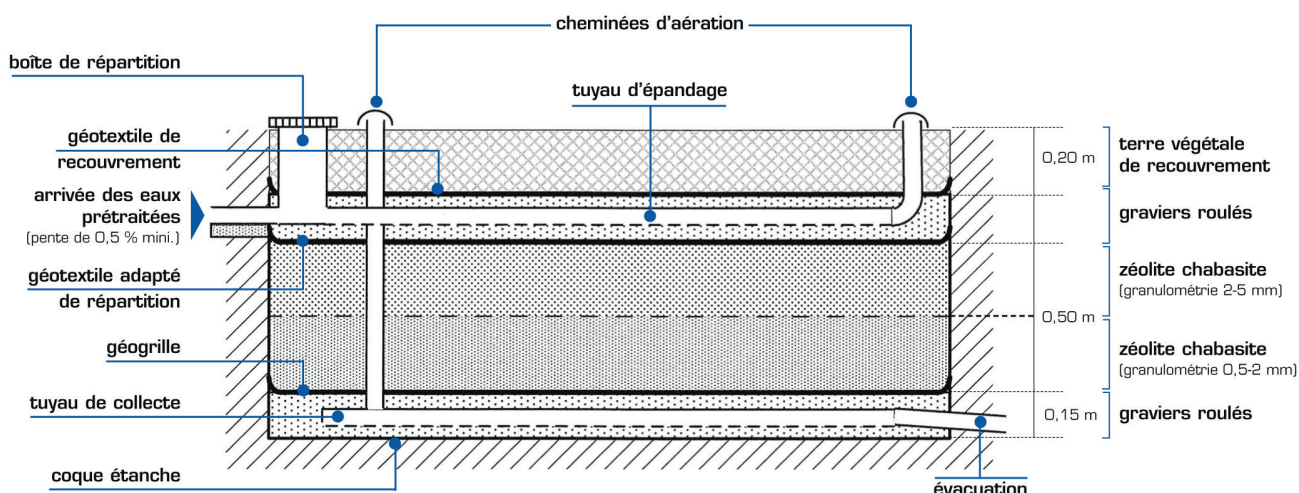 cheminées d'aération
boîte de répartition
tuyau d'épandage
géotextile de
recouvrement
arrivée des eaux
prétraitées
(pente de 0,5 % mini.)
géotextile adapté
de répartition
géogrille
tuyau de collecte
coque étanche
0,20 m
0,50 m
0,15 m
terre végétale
de recouvrement
graviers roulés
zéolite chabasite
(granulométrie 2-5 mm)
zéolite chabasite
(granulométrie 0,5-2 mm)
graviers roulés
évacuation